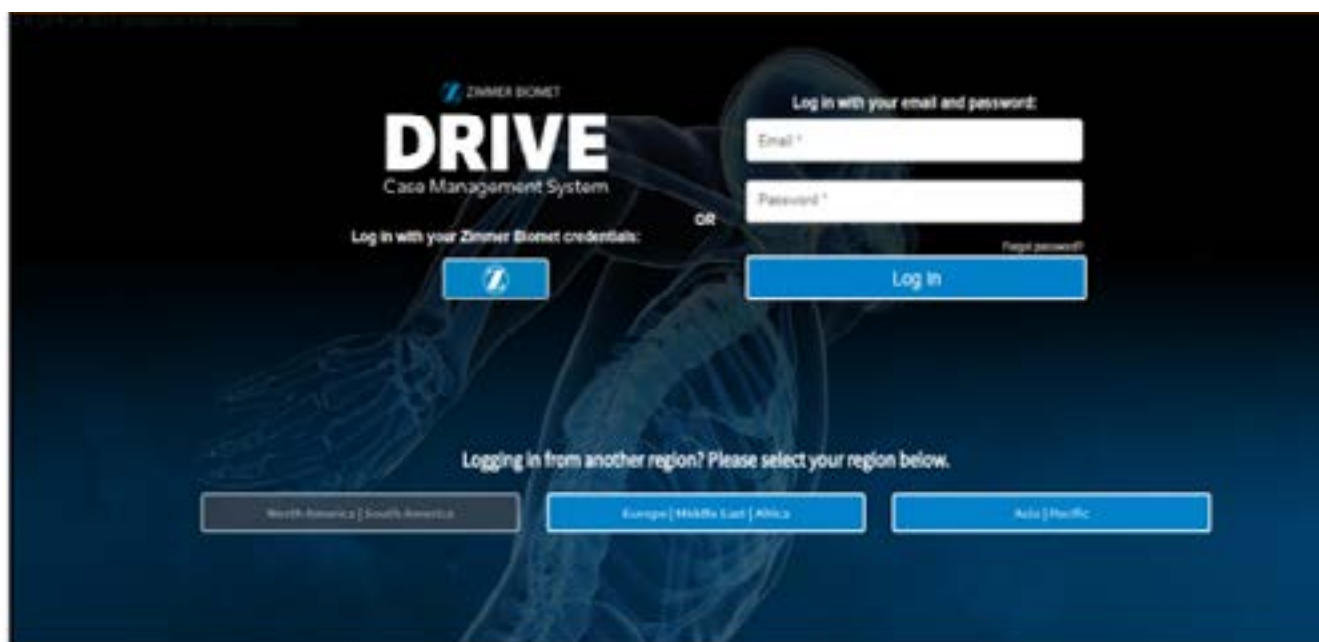 ZIMMER BIOMET
DRIVE
Case Management System
Log in with your Zimmer Biomet credentials:
OR
Log in with your email and password:
Email *
Password *
Forgot password?
Log In
Logging in from another region? Please select your region below.
North America | South America
Europe | Middle East | Africa
Asia | Pacific